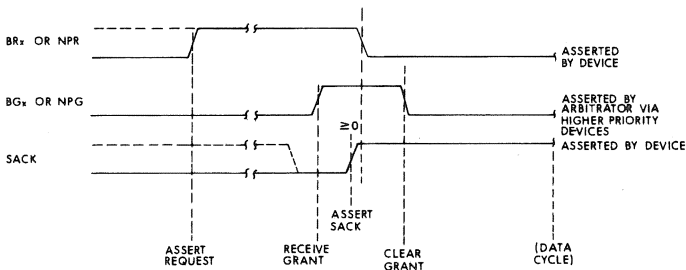 BRx OR NPR
ASSERTED
BY DEVICE
BGx OR NPG
ASSERTED BY
ARBITRATOR VIA
HIGHER PRIORITY
DEVICES
≥0
SACK
ASSERTED BY DEVICE
ASSERT
SACK
ASSERT
REQUEST
RECEIVE
GRANT
CLEAR
GRANT
(DATA
CYCLE)